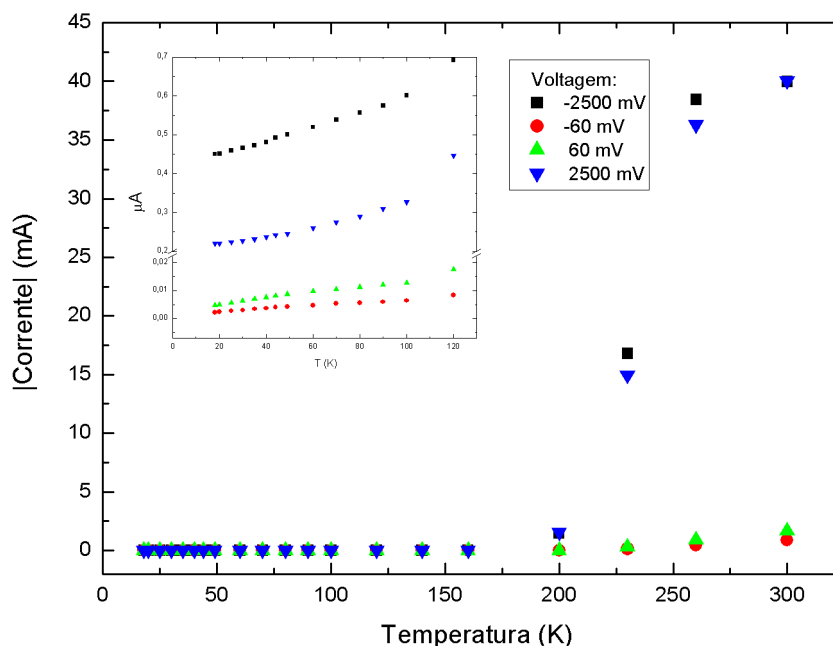 45
40
35
30
25
20
15
10
5
0
|Corrente| (mA)
50 100 150 200 250 300
Temperatura (K)
Voltagem:
-2500 mV
-60 mV
60 mV
2500 mV
0,7
0,6
0,5
0,4
0,3
0,2
0,02
0,01
0,00
µA
0 20 40 60 80 100 120
T (K)